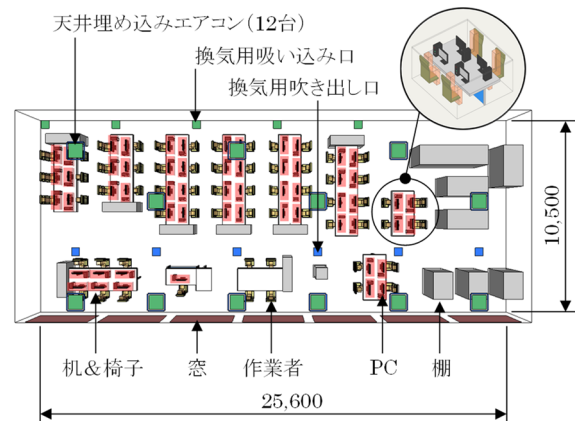 天井埋め込みエアコン(12台)
換気用吸い込み口
換気用吹き出し口
10,500
机&椅子
窓
作業者
PC
棚
25,600